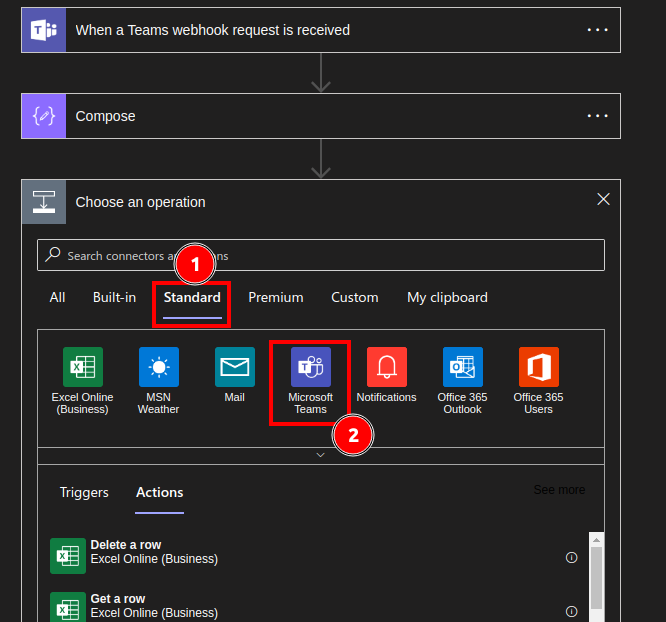 When a Teams webhook request is received
Compose
Choose an operation
Search connectors a
ns
1
All Built-in Standard Premium Custom My clipboard
Excel Online
(Business)
MSN
Weather
Mail
Microsoft
Teams
Notifications
Office 365
Outlook
Office 365
Users
2
Triggers Actions See more
Delete a row
Excel Online (Business)
Get a row
Excel Online (Business)